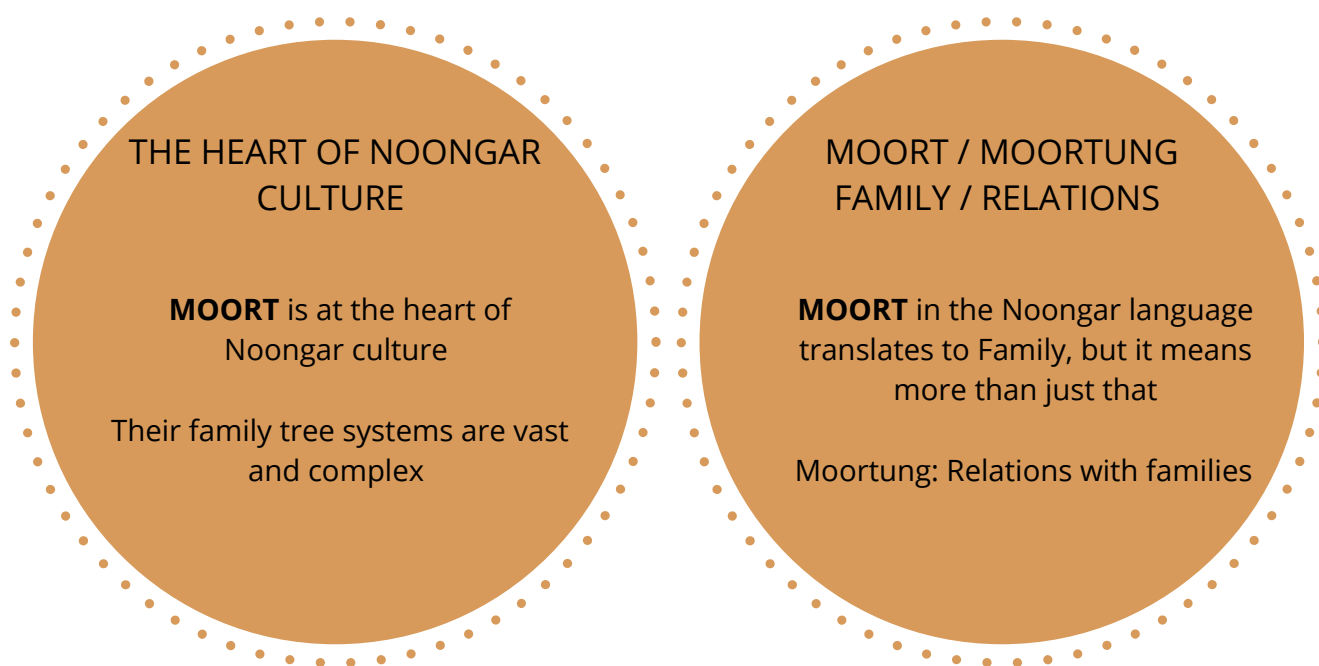 THE HEART OF NOONGAR
CULTURE
MOORT is at the heart of
Noongar culture
Their family tree systems are vast
and complex
MOORT / MOORTUNG
FAMILY / RELATIONS
MOORT in the Noongar language
translates to Family, but it means
more than just that
Moortung: Relations with families